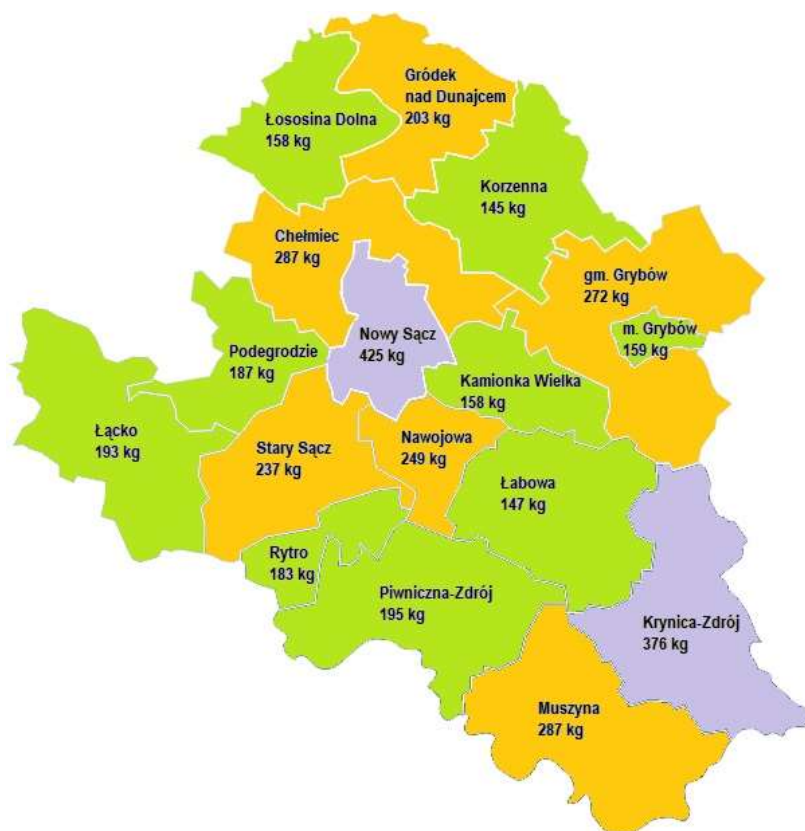 Gródek
nad Dunajcem
203 kg
Łososina Dolna
158 kg
Korzenna
145 kg
Chełmiec
287 kg
gm. Grybów
272 kg
m. Grybów
159 kg
Nowy Sącz
425 kg
Podegrodzie
187 kg
Kamionka Wielka
158 kg
Łącko
193 kg
Stary Sącz
237 kg
Nawojowa
249 kg
Łabowa
147 kg
Rytro
183 kg
Piwniczna-Zdrój
195 kg
Krynica-Zdrój
376 kg
Muszyna
287 kg